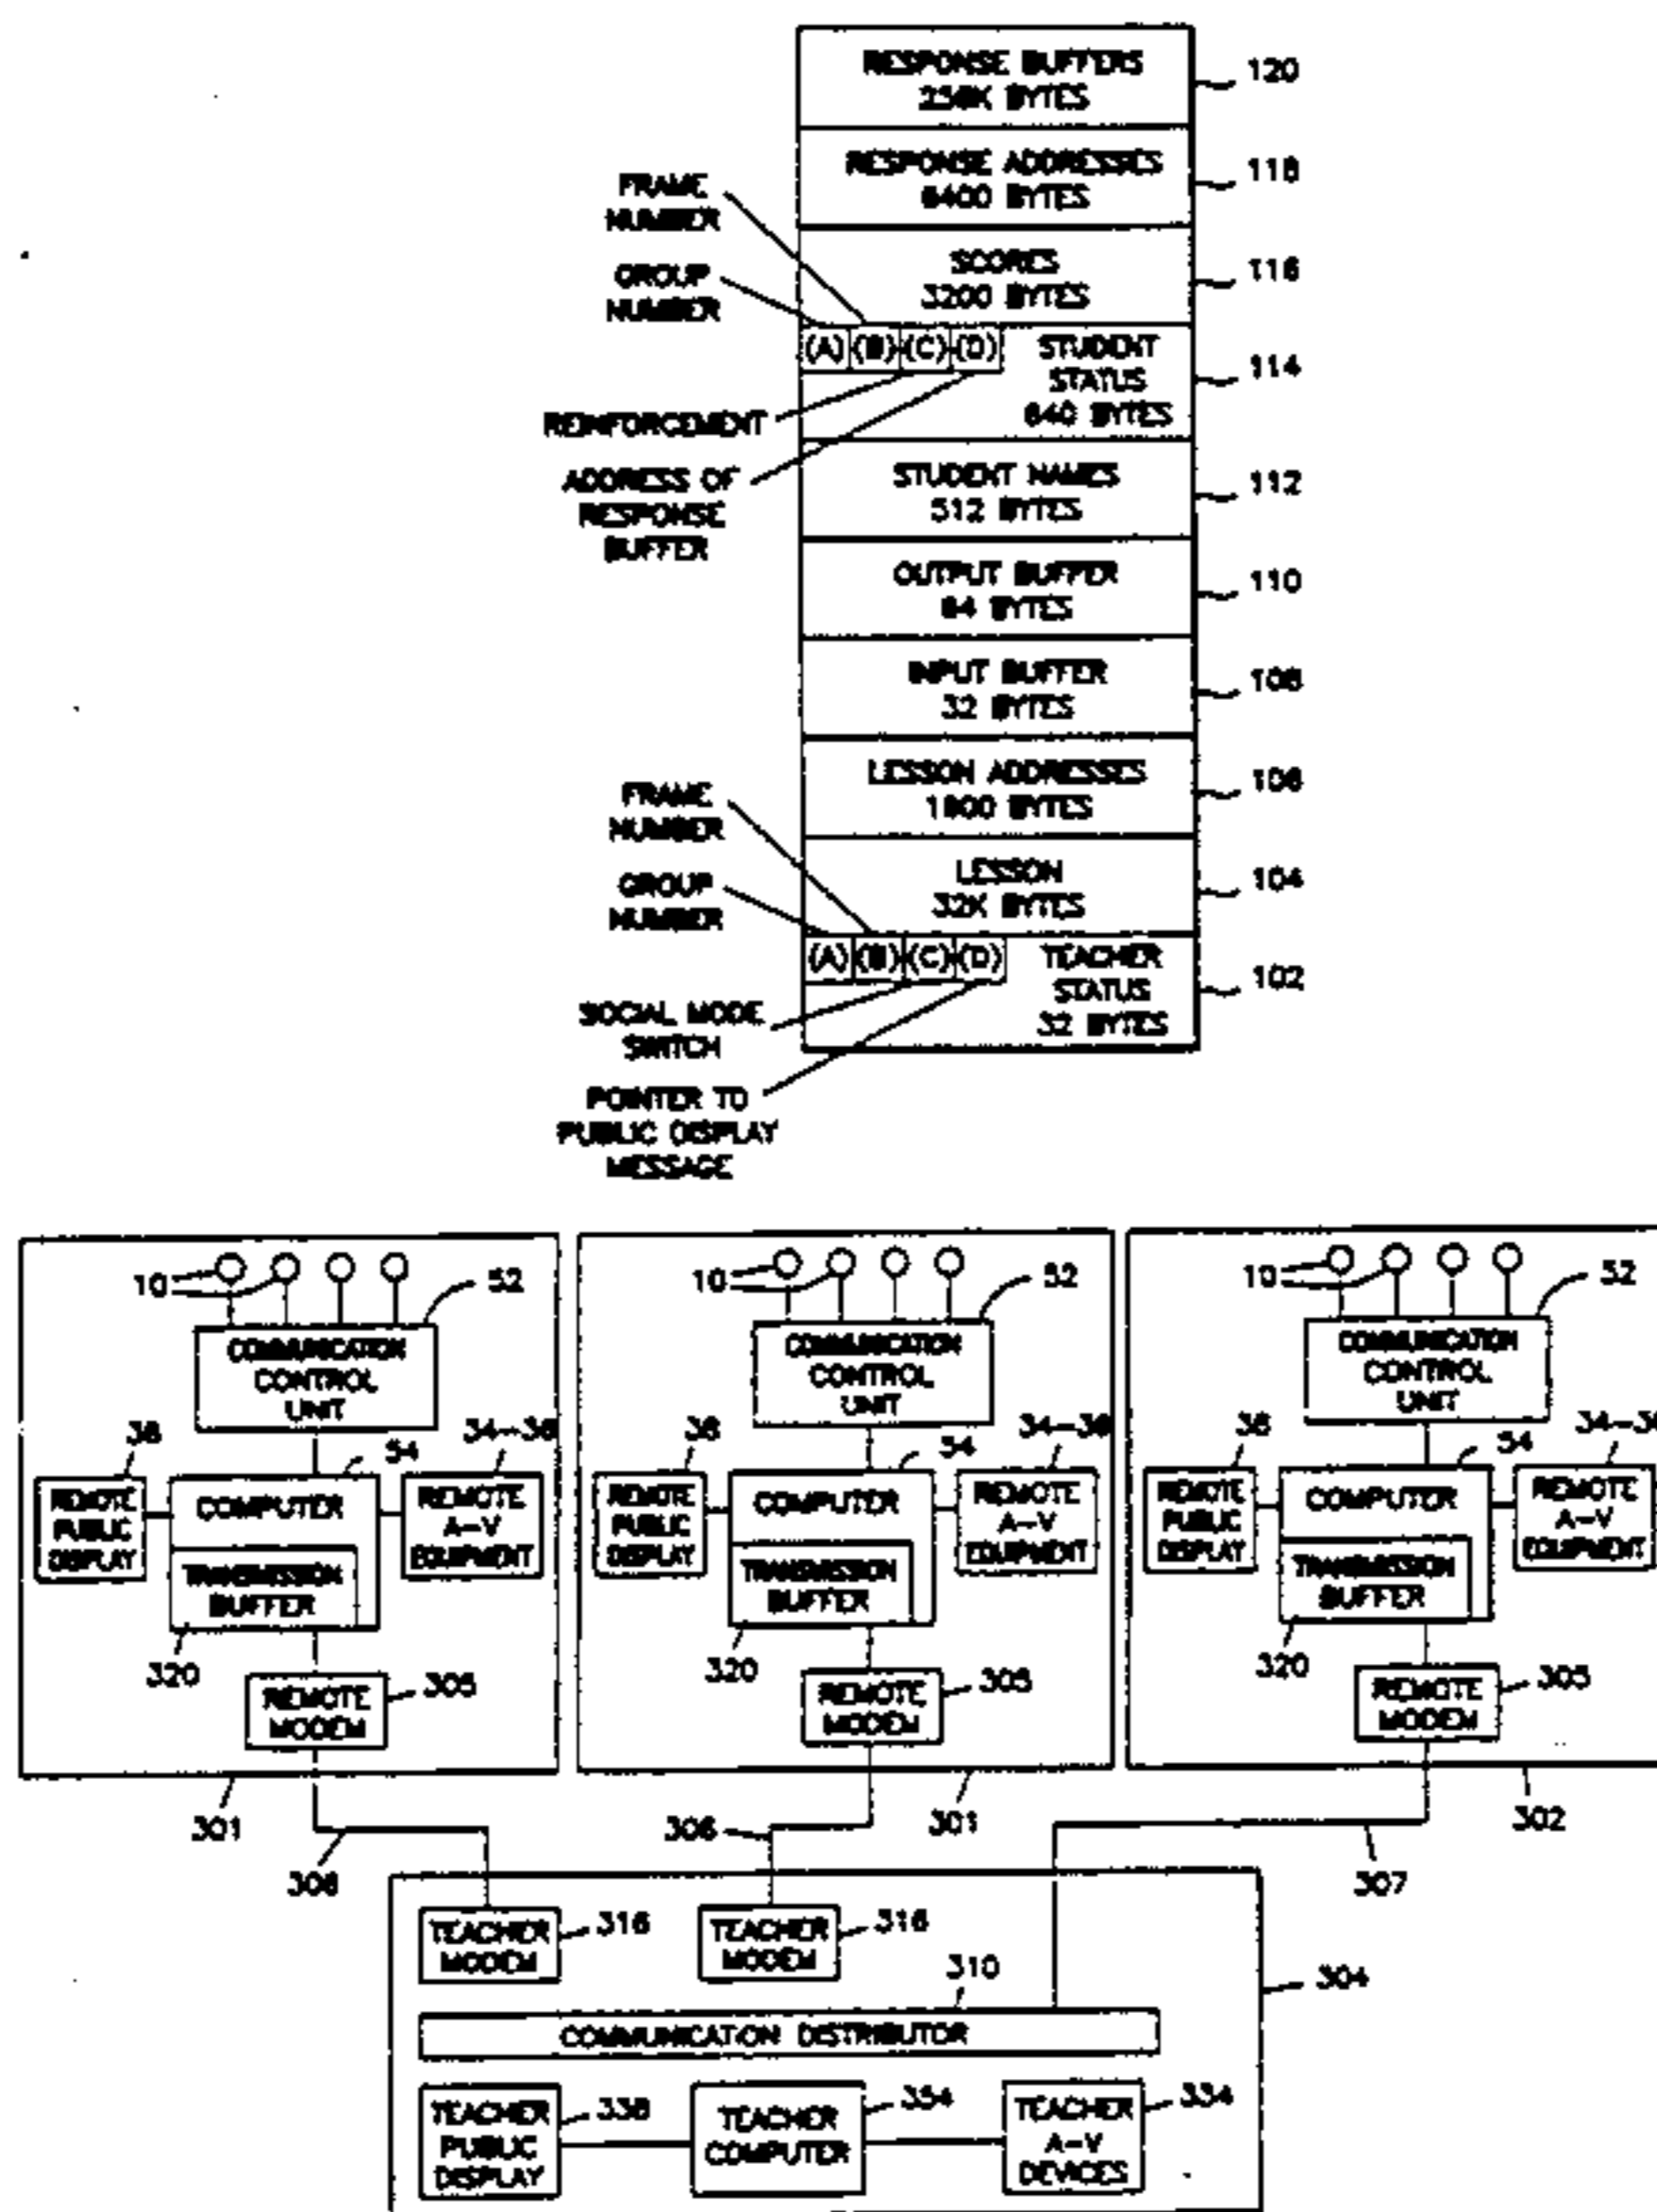 RESPONSE BUFFERS
BYTES
120
RESPONSE ADDRESSES
6400 BYTES
118
FRAME
NUMBER
SCORES
3200 BYTES
116
GROUP
NUMBER
(A) (B) (C) (D)
STUDENT
STATUS
640 BYTES
114
REINFORCEMENT
ADDRESS OF
RESPONSE
BUFFER
STUDENT NAMES
512 BYTES
112
OUTPUT BUFFER
64 BYTES
110
INPUT BUFFER
32 BYTES
108
LESSON ADDRESSES
BYTES
106
FRAME
NUMBER
LESSON
32K BYTES
104
GROUP
NUMBER
(A) (B) (C) (D)
TEACHER
STATUS
32 BYTES
102
SOCIAL MODE
SWITCH
POINTER TO
PUBLIC DISPLAY
MESSAGE
10
52
COMMUNICATION
CONTROL
UNIT
38
54
REMOTE
PUBLIC
DISPLAY
COMPUTER
REMOTE
A-V
EQUIPMENT
TRANSMISSION
BUFFER
320
305
REMOTE
MODEM
301
306
10
52
COMMUNICATION
CONTROL
UNIT
38
54
REMOTE
PUBLIC
DISPLAY
COMPUTER
REMOTE
A-V
EQUIPMENT
TRANSMISSION
BUFFER
320
305
REMOTE
MODEM
301
306
10
52
COMMUNICATION
CONTROL
UNIT
38
54
REMOTE
PUBLIC
DISPLAY
COMPUTER
REMOTE
A-V
EQUIPMENT
TRANSMISSION
BUFFER
320
305
REMOTE
MODEM
302
307
TEACHER
MODEM
316
TEACHER
MODEM
316
310
304
COMMUNICATION DISTRIBUTOR
TEACHER
PUBLIC
DISPLAY
338
TEACHER
COMPUTER
354
TEACHER
A-V
DEVICES
334